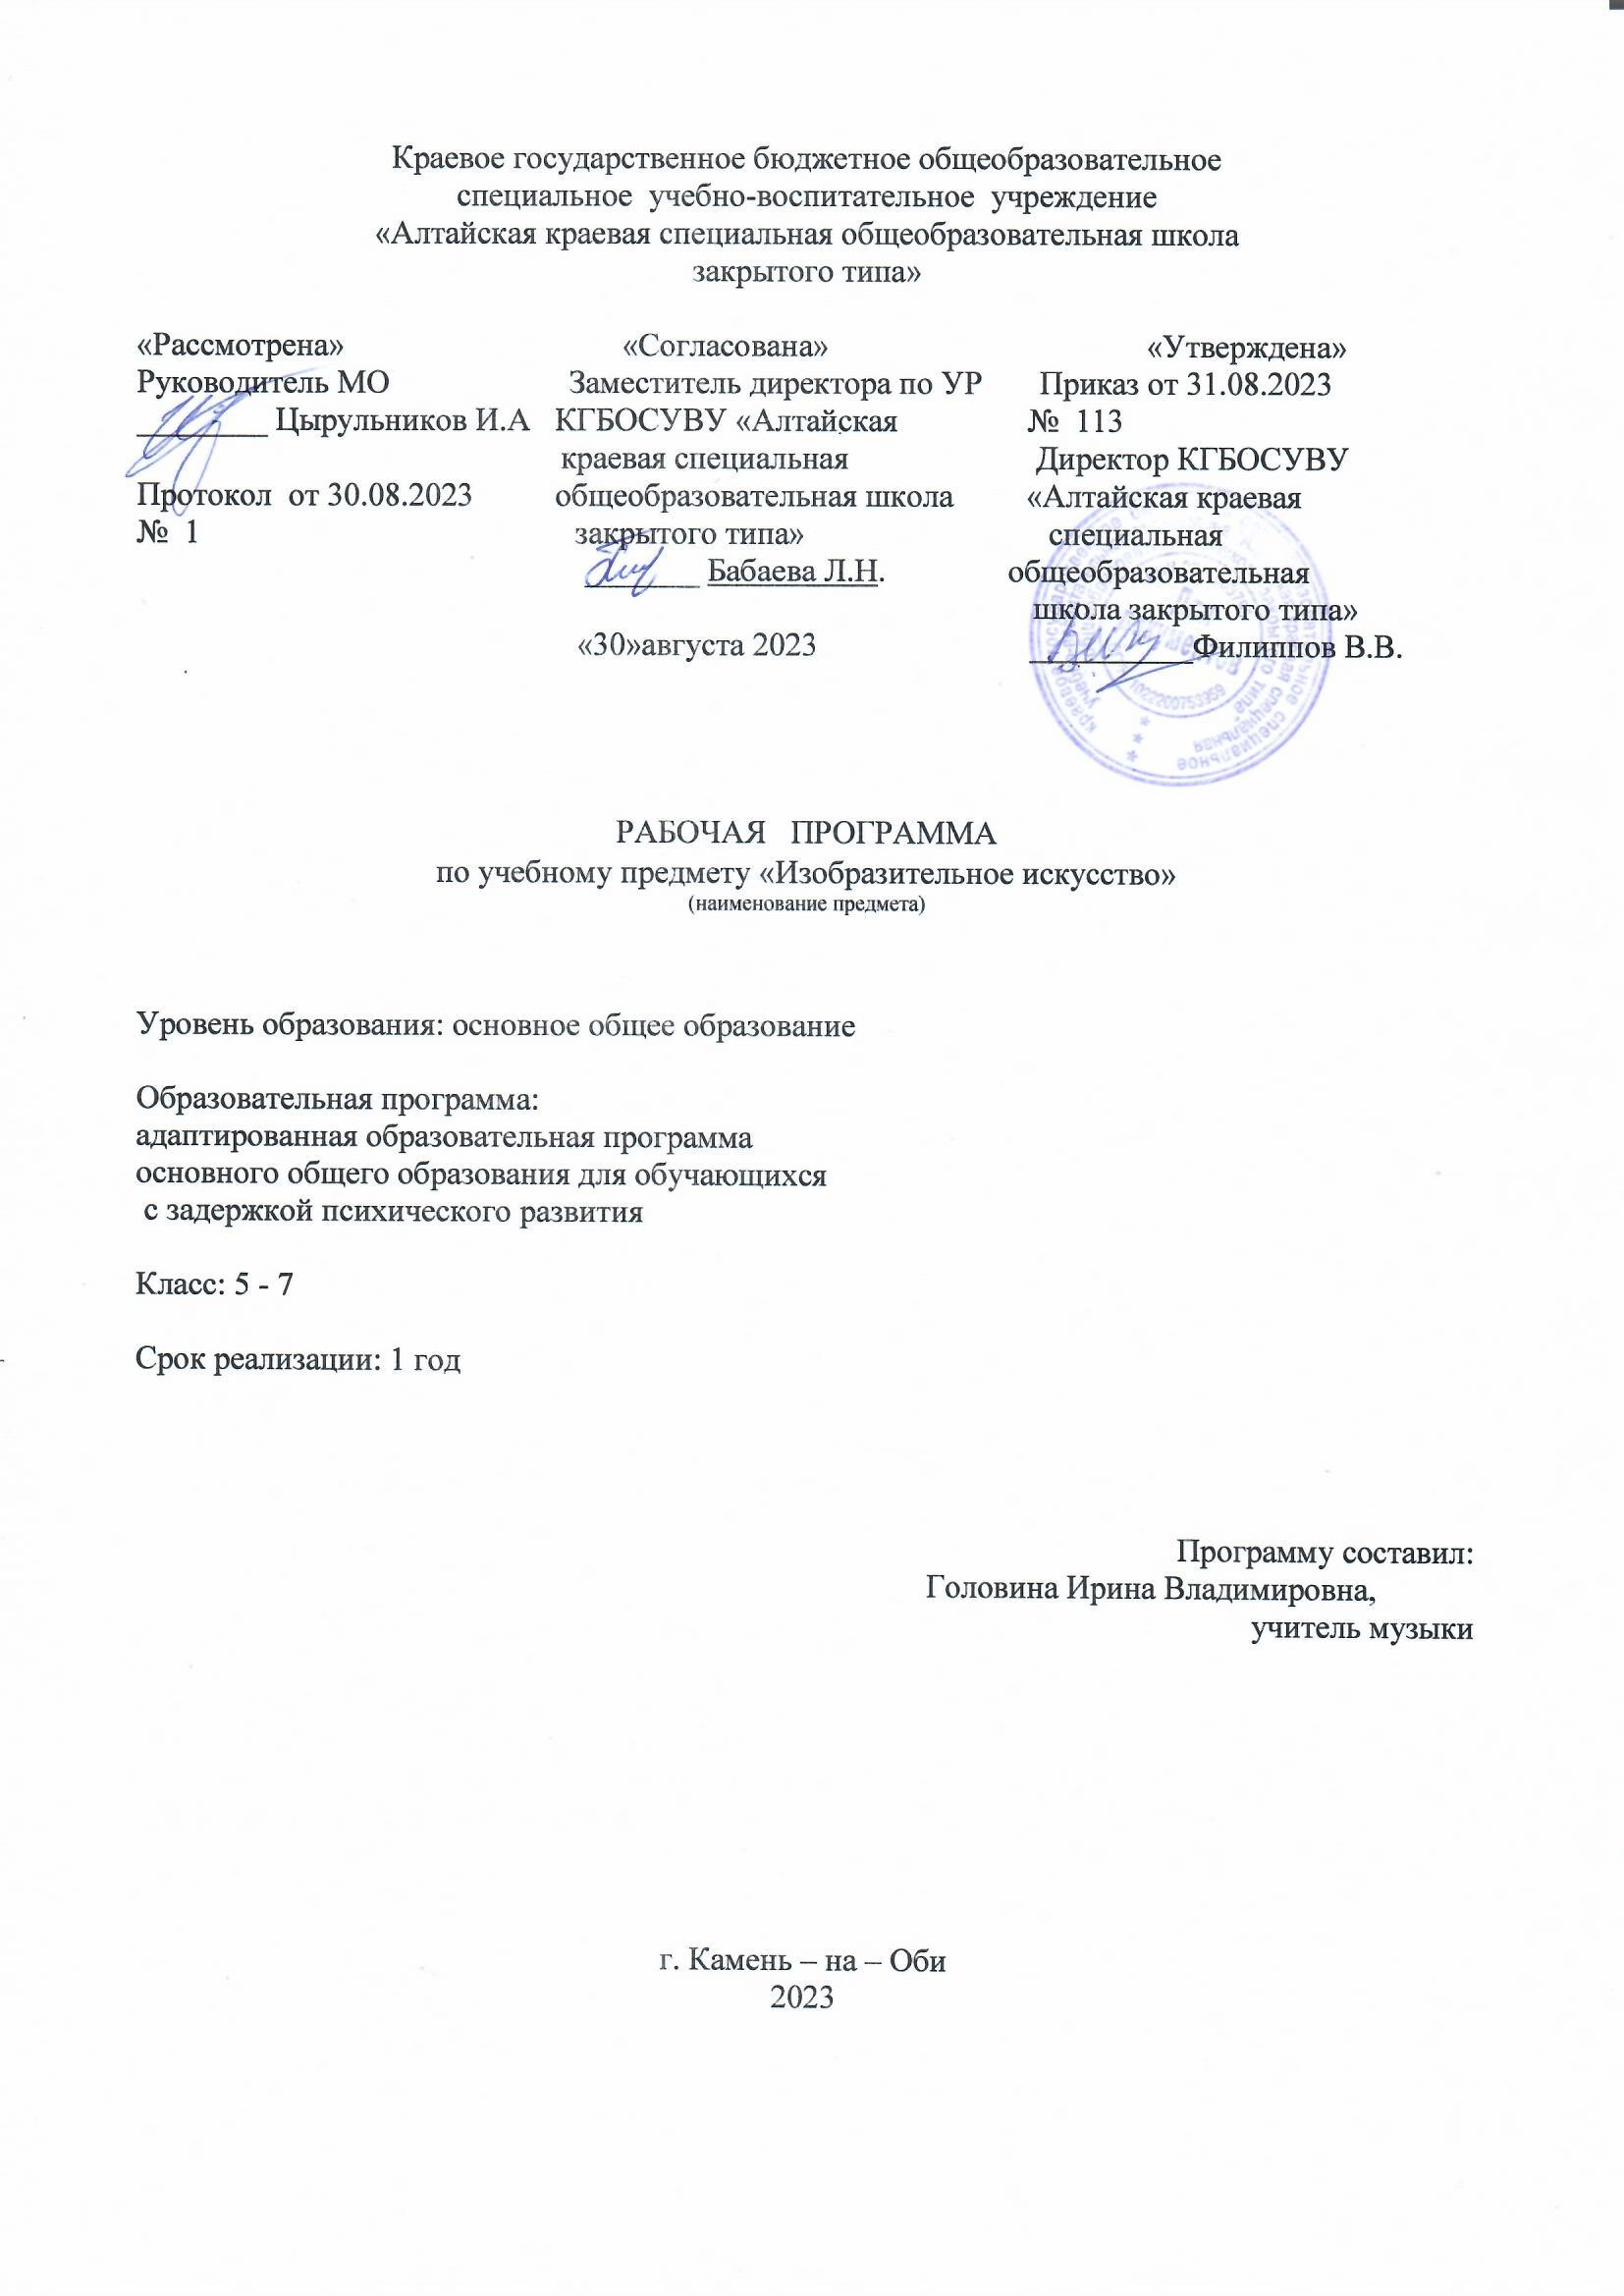 Краевое государственное бюджетное общеобразовательное
специальное учебно-воспитательное учреждение
«Алтайская краевая специальная общеобразовательная школа
закрытого типа»
«Рассмотрена»
Руководитель МО
________ Цырульников И.А
Протокол от 30.08.2023
№ 1
«Согласована»
Заместитель директора по УР
КГБОСУВУ «Алтайская
краевая специальная
общеобразовательная школа
закрытого типа»
_______ Бабаева Л.Н.
«30»августа 2023
«Утверждена»
Приказ от 31.08.2023
№ 113
Директор КГБОСУВУ
«Алтайская краевая
специальная
общеобразовательная
школа закрытого типа»
__________Филиппов В.В.
1022200753359
РАБОЧАЯ ПРОГРАММА
по учебному предмету «Изобразительное искусство»
(наименование предмета)
Уровень образования: основное общее образование
Образовательная программа:
адаптированная образовательная программа
основного общего образования для обучающихся
с задержкой психического развития
Класс: 5 - 7
Срок реализации: 1 год
Программу составил:
Головина Ирина Владимировна,
учитель музыки
г. Камень – на – Оби
2023